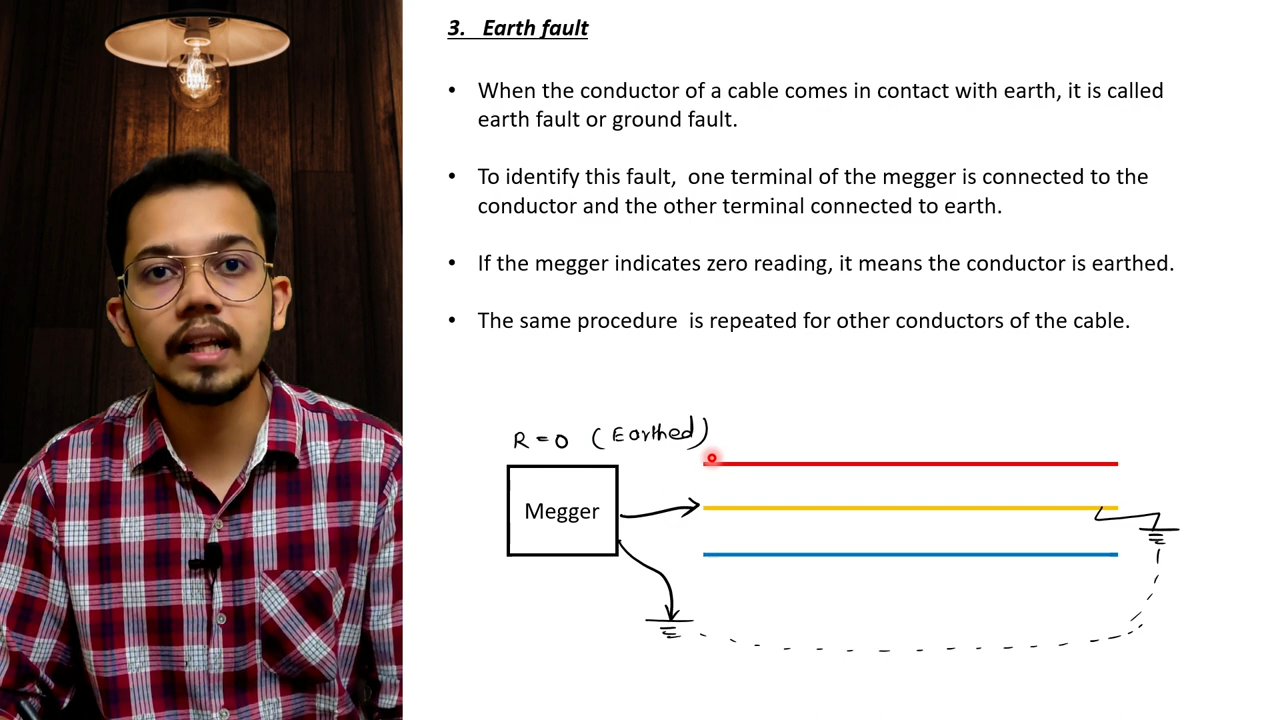 3. Earth fault
• When the conductor of a cable comes in contact with earth, it is called
earth fault or ground fault.
• To identify this fault, one terminal of the megger is connected to the
conductor and the other terminal connected to earth.
• If the megger indicates zero reading, it means the conductor is earthed.
• The same procedure is repeated for other conductors of the cable.
R = 0 (Earthed)
Megger